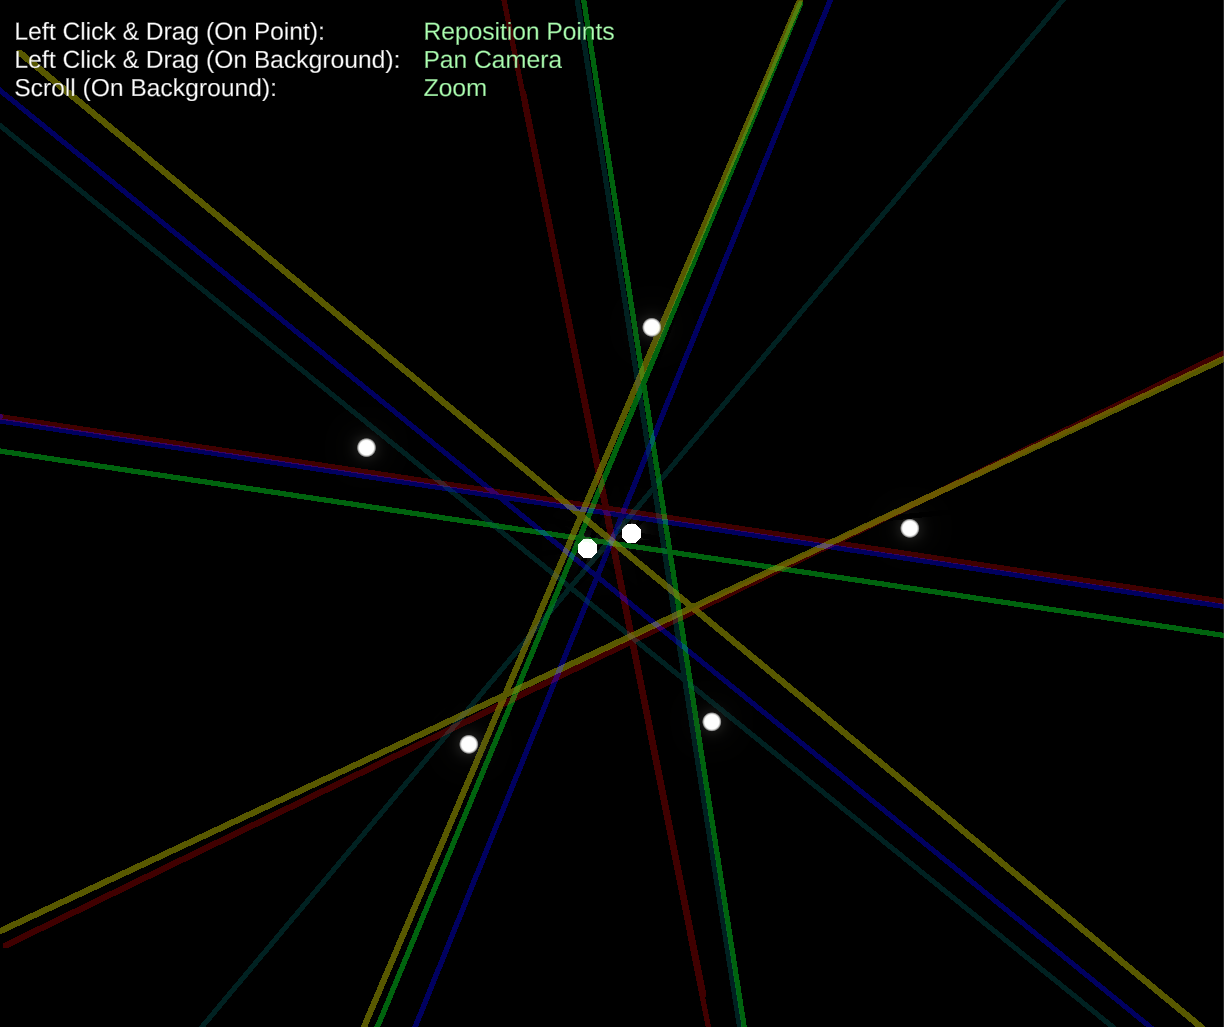 Left Click & Drag (On Point): Reposition Points
Left Click & Drag (On Background): Pan Camera
Scroll (On Background): Zoom